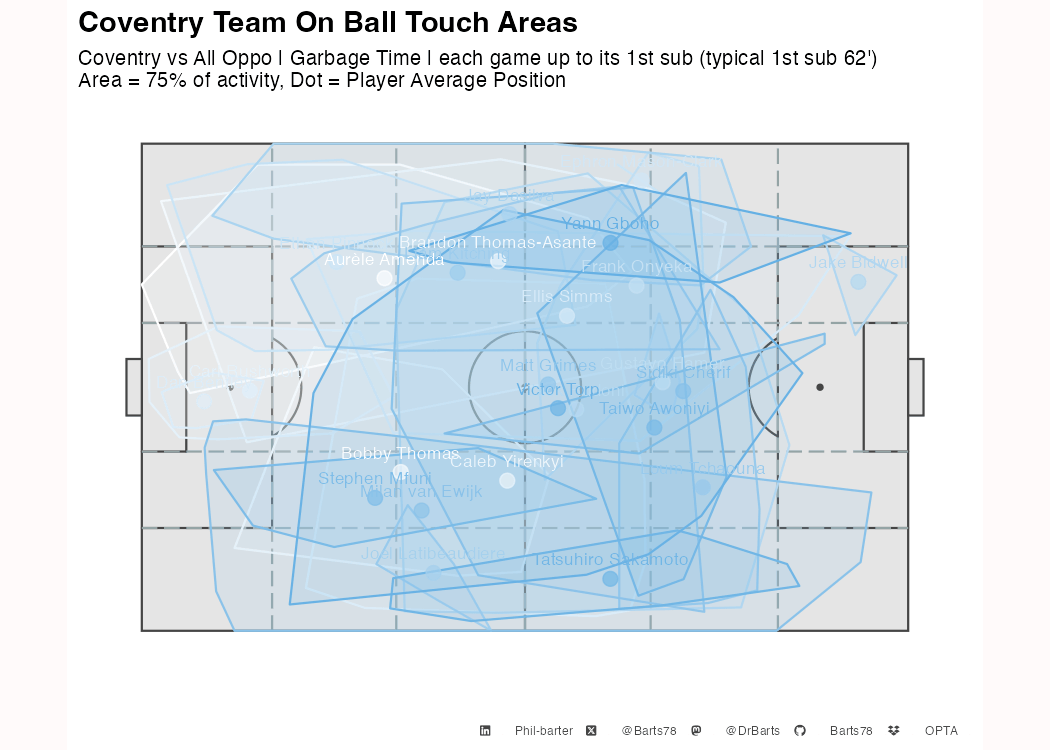 Coventry Team On Ball Touch Areas
Coventry vs All Oppo | Garbage Time | each game up to its 1st sub (typical 1st sub 62')
Area = 75% of activity, Dot = Player Average Position
Yann Gboho
Brandon Thomas-Asante
Aurèle Amenda
Frank Onyeka
Jake Bidwell
Ellis Simms
Matt Grimes
Sidiki Cherif
Victor Torp
Taiwo Awoniyi
Bobby Thomas
Caleb Yirenkyi
Stephen Mfuni
Milan van Ewijk
Joel Latibeaudiere
Tatsuhiro Sakamoto
Phil-barter @Barts78 @DrBarts Barts78 OPTA